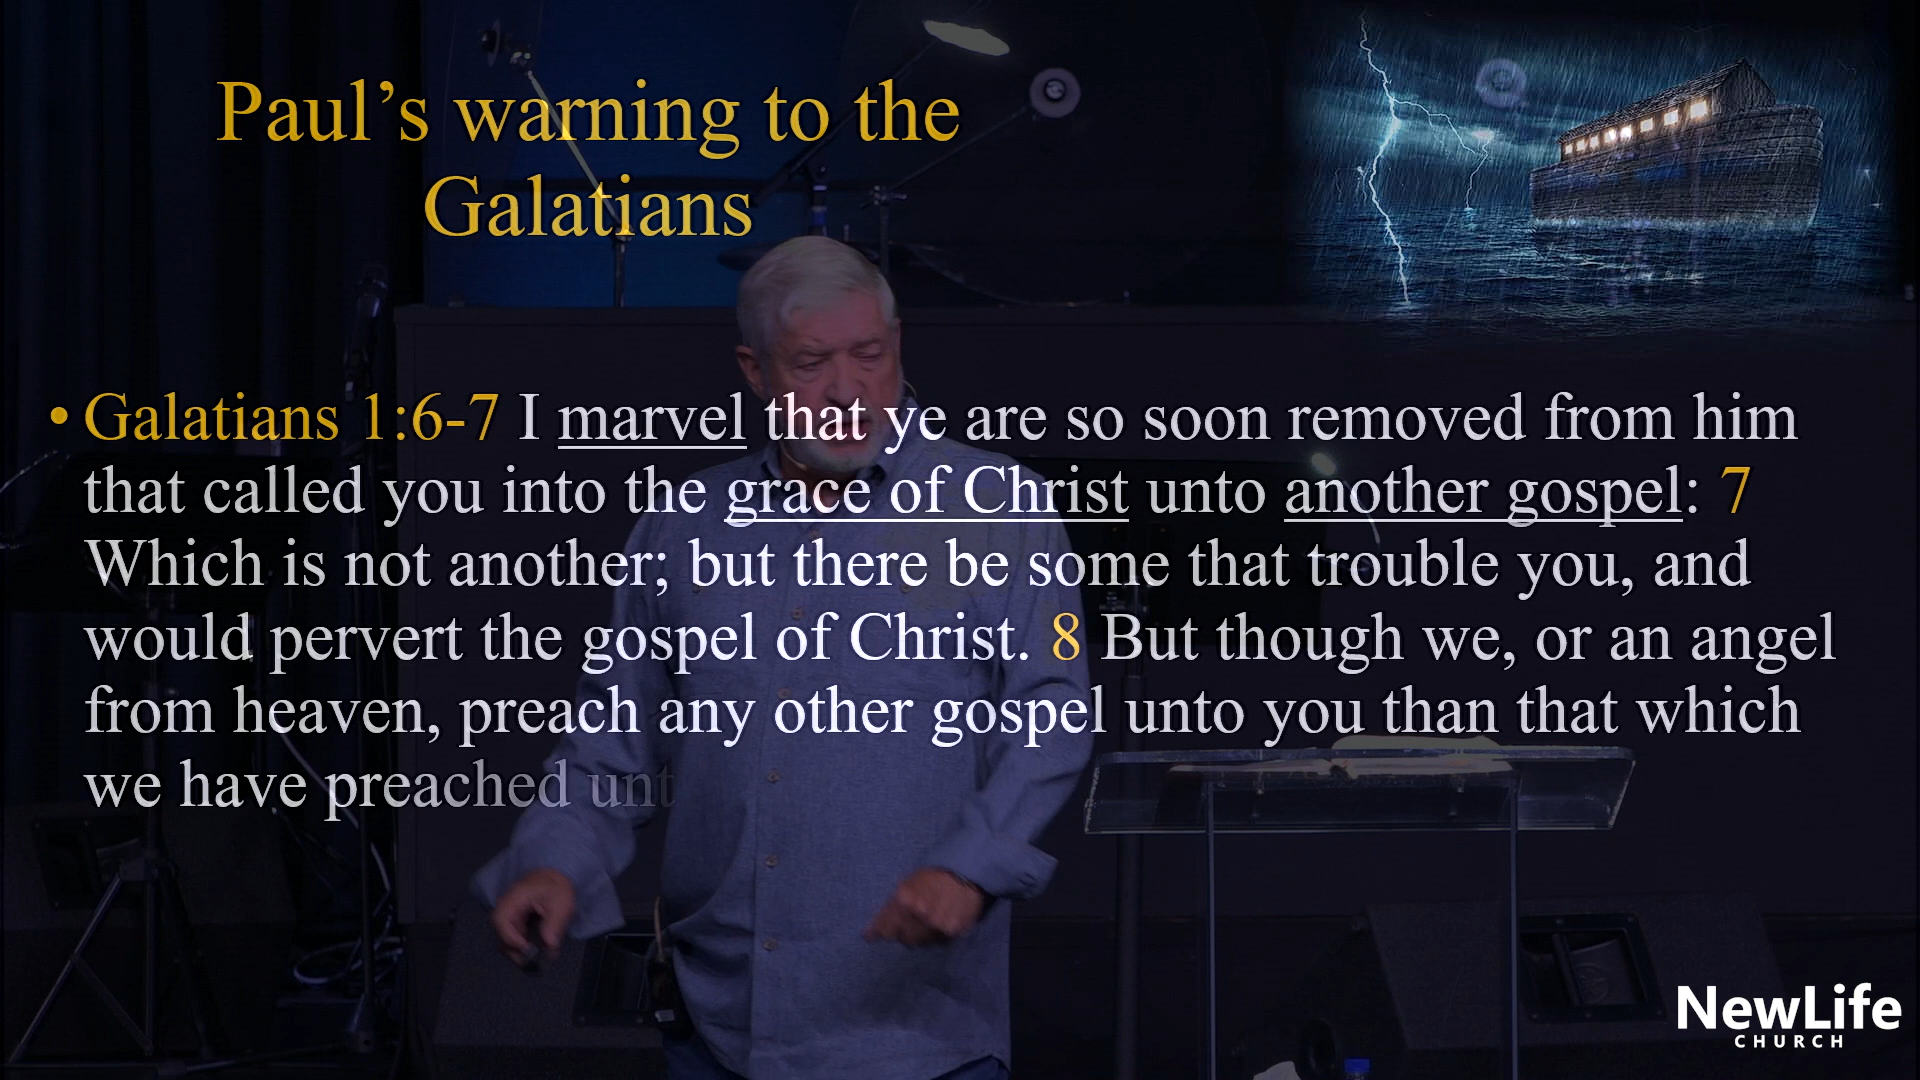 Paul’s warning to the
Galatians
• Galatians 1:6-7 I marvel that ye are so soon removed from him
that called you into the grace of Christ unto another gospel: 7
Which is not another; but there be some that trouble you, and
would pervert the gospel of Christ. 8 But though we, or an angel
from heaven, preach any other gospel unto you than that which
we have preached unt
NewLife
CHURCH